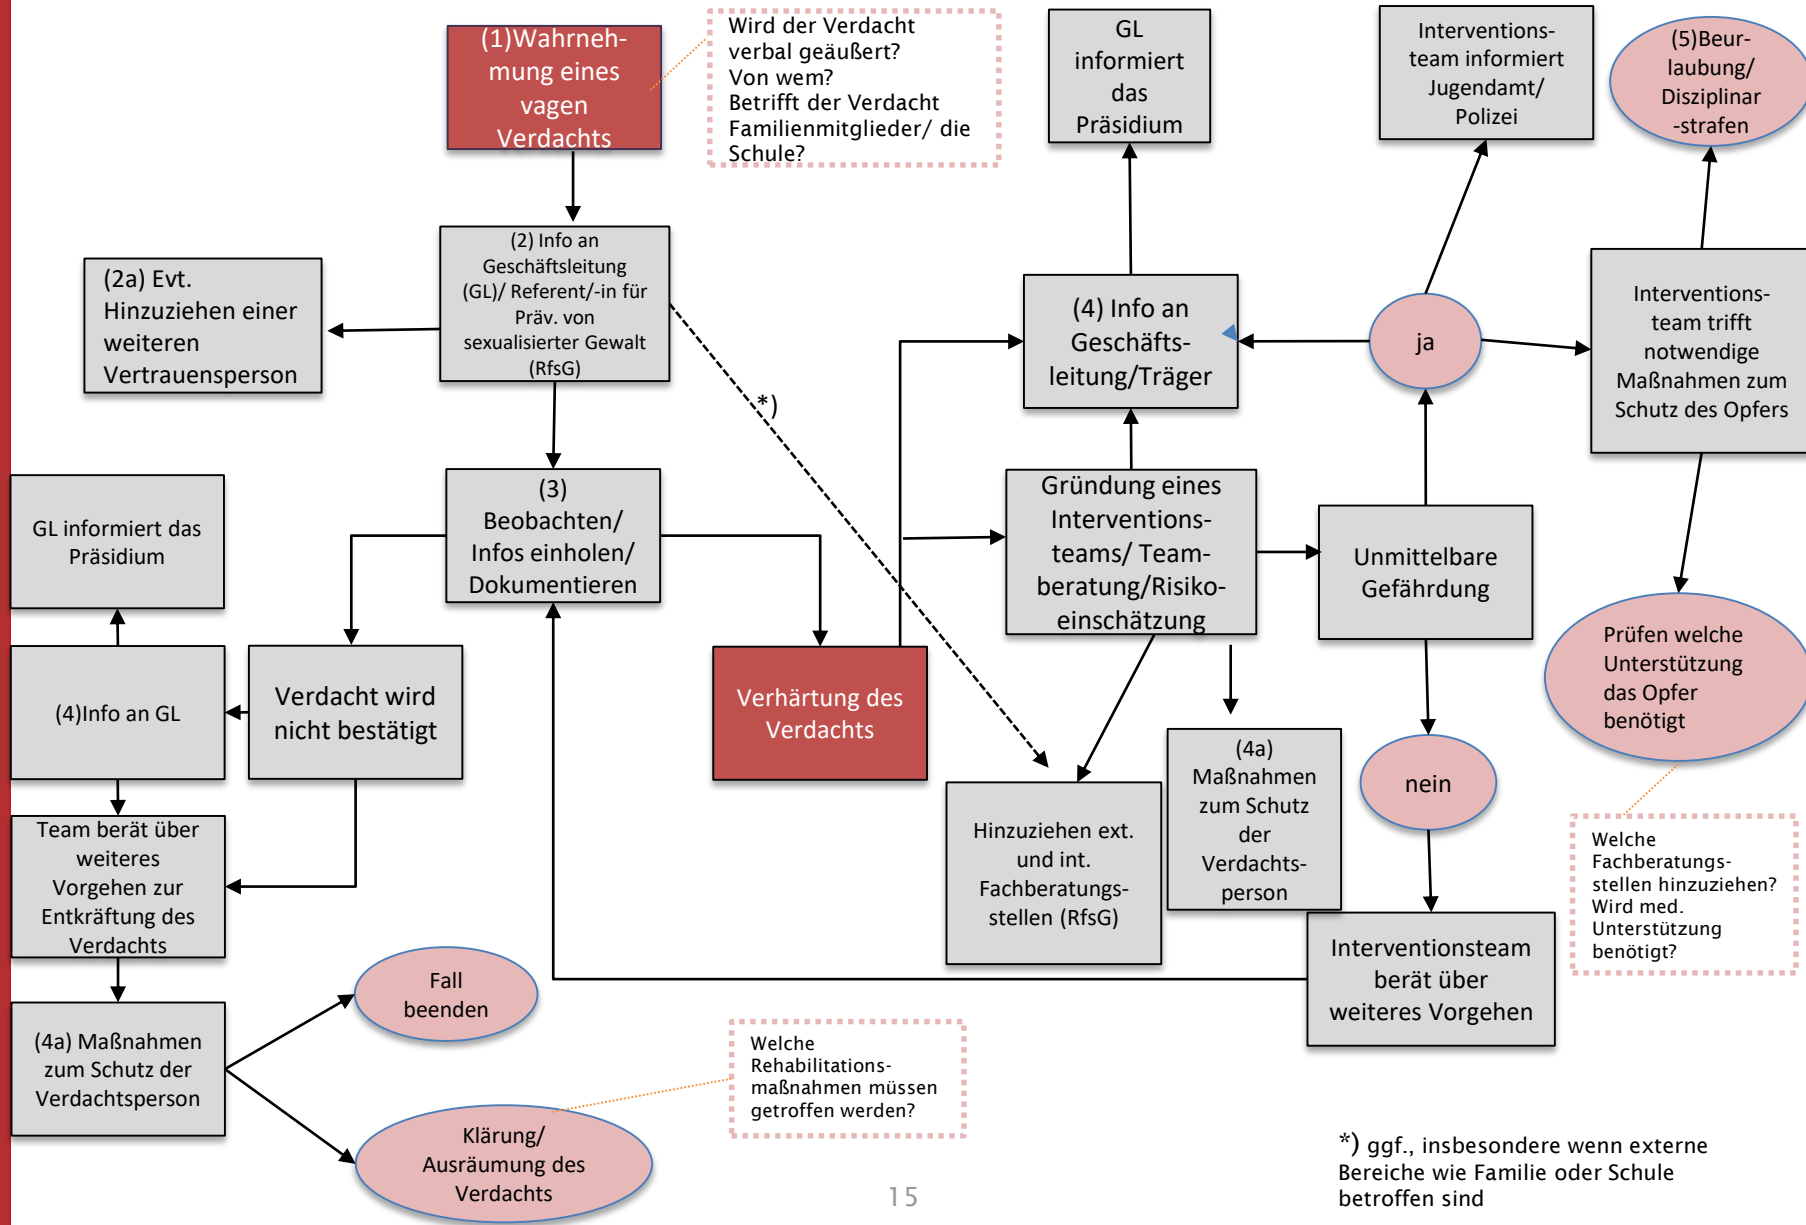 (1)Wahrneh-
mung eines
vagen
Verdachts
Wird der Verdacht
verbal geäußert?
Von wem?
Betrifft der Verdacht
Familienmitglieder/ die
Schule?
GL
informiert
das
Präsidium
Interventions-
team informiert
Jugendamt/
Polizei
(5)Beur-
laubung/
Disziplinar
-strafen
(2a) Evt.
Hinzuziehen einer
weiteren
Vertrauensperson
(2) Info an
Geschäftsleitung
(GL)/ Referent/-in für
Präv. von
sexualisierter Gewalt
(RfsG)
*)
(4) Info an
Geschäfts-
leitung/Träger
ja
Interventions-
team trifft
notwendige
Maßnahmen zum
Schutz des Opfers
GL informiert das
Präsidium
(3)
Beobachten/
Infos einholen/
Dokumentieren
Gründung eines
Interventions-
teams/ Team-
beratung/Risiko-
einschätzung
Unmittelbare
Gefährdung
(4)Info an GL
Verdacht wird
nicht bestätigt
Verhärtung des
Verdachts
Prüfen welche
Unterstützung
das Opfer
benötigt
Team berät über
weiteres
Vorgehen zur
Entkräftung des
Verdachts
Hinzuziehen ext.
und int.
Fachberatungs-
stellen (RfsG)
(4a)
Maßnahmen
zum Schutz
der
Verdachts-
person
nein
Welche
Fachberatungs-
stellen hinzuziehen?
Wird med.
Unterstützung
benötigt?
Interventionsteam
berät über
weiteres Vorgehen
(4a) Maßnahmen
zum Schutz der
Verdachtsperson
Fall
beenden
Klärung/
Ausräumung des
Verdachts
Welche
Rehabilitations-
maßnahmen müssen
getroffen werden?
*) ggf., insbesondere wenn externe
Bereiche wie Familie oder Schule
betroffen sind
15